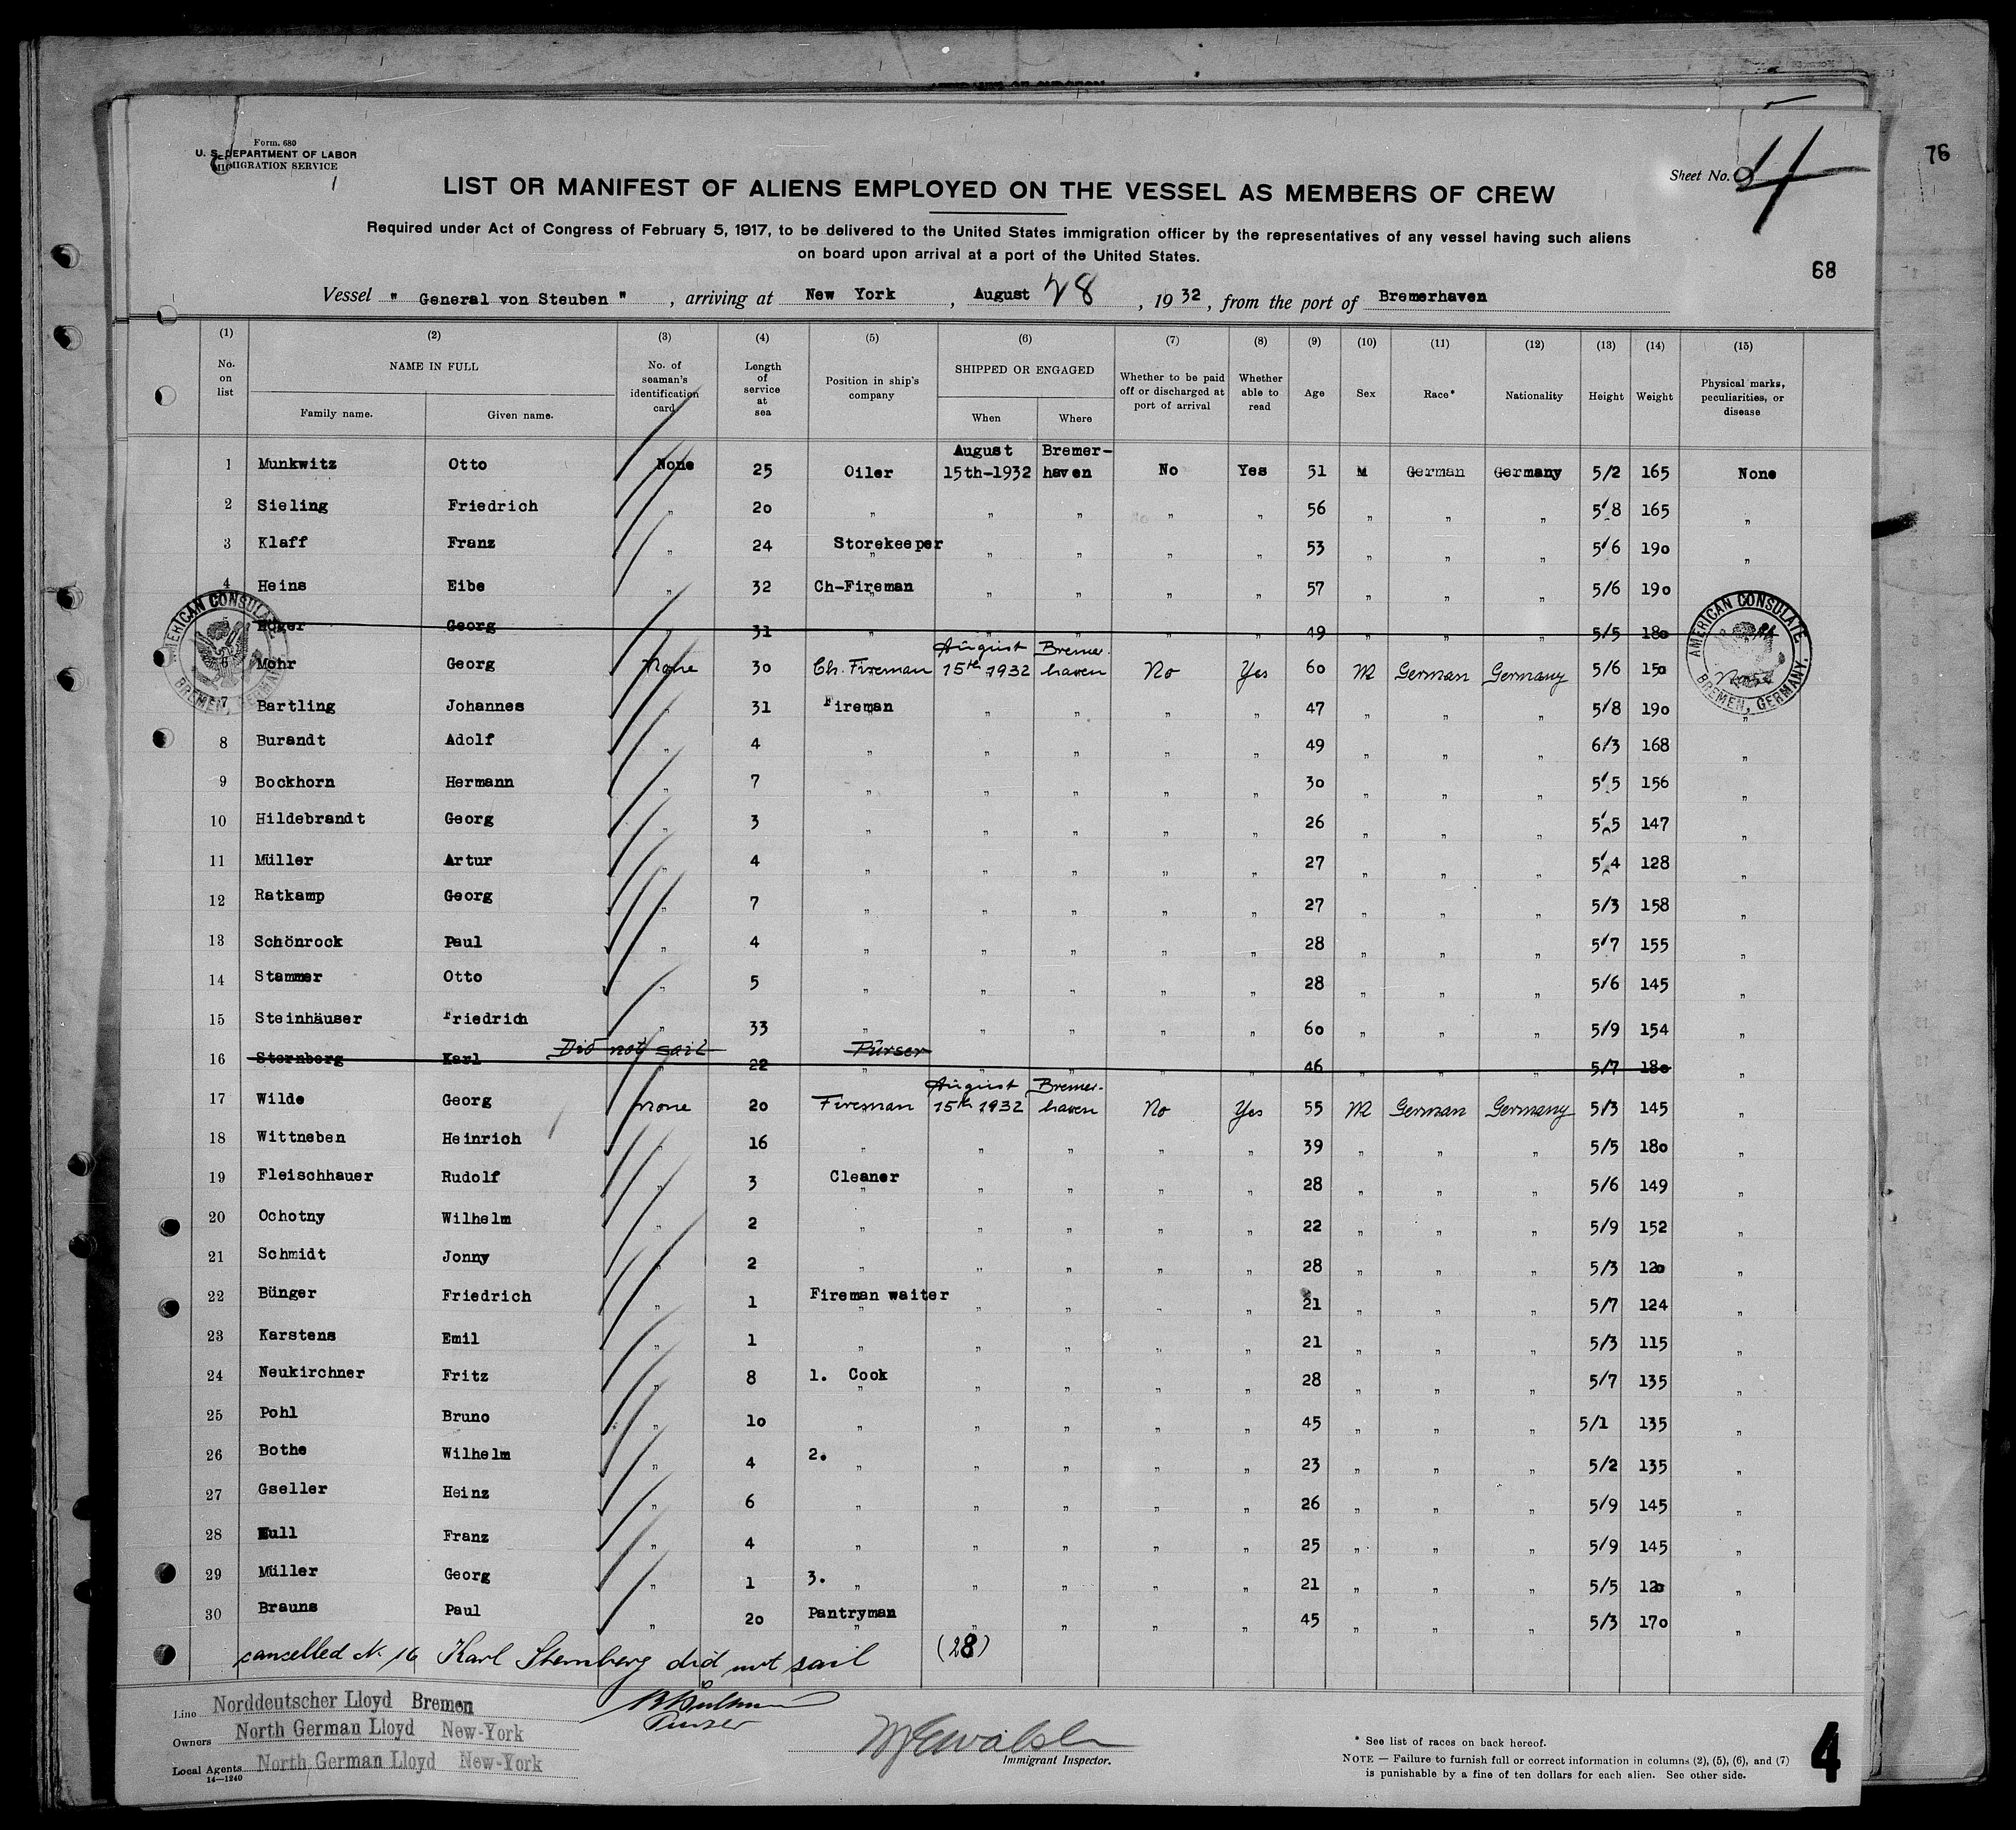 Form. 680
U. S. DEPARTMENT OF LABOR
IMMIGRATION SERVICE
Sheet No. 4
76
LIST OR MANIFEST OF ALIENS EMPLOYED ON THE VESSEL AS MEMBERS OF CREW
Required under Act of Congress of February 5, 1917, to be delivered to the United States immigration officer by the representatives of any vessel having such aliens
on board upon arrival at a port of the United States.
68
Vessel " General von Steuben ", arriving at New York, August 28, 1932, from the port of Bremerhaven
(1) (2) (3) (4) (5) (6) (7) (8) (9) (10) (11) (12) (13) (14) (15)
No. on list NAME IN FULL Family name. Given name. No. of seaman's identification card Length of service at sea Position in ship's company SHIPPED OR ENGAGED When Where Whether to be paid off or discharged at port of arrival Whether able to read Age Sex Race* Nationality Height Weight Physical marks, peculiarities, or disease
1 Munkwitz Otto None 25 Oiler August 15th-1932 Bremer-haven No Yes 51 M German Germany 5/2 165 None
2 Sieling Friedrich " 20 " " " " " 56 " " " 5'8 165 "
3 Klaff Franz " 24 Storekeeper " " " " 53 " " " 5'6 190 "
4 Heins Eibe " 32 Ch-Fireman " " " " 57 " " " 5/6 190 "
Georg 31 " " " " " 49 " " " 5/5 180
6 Mohr Georg None 30 Ch. Fireman August 15th 1932 Bremer-haven No Yes 60 M German Germany 5/6 150 None
7 Bartling Johannes " 31 Fireman " " " " 47 " " " 5/8 190 "
8 Burandt Adolf " 4 " " " " " 49 " " " 6/3 168 "
9 Bockhorn Hermann " 7 " " " " " 30 " " " 5'5 156 "
10 Hildebrandt Georg " 3 " " " " " 26 " " " 5'5 147 "
11 Müller Artur " 4 " " " " " 27 " " " 5'4 128 "
12 Ratkamp Georg " 7 " " " " " 27 " " " 5/3 158 "
13 Schönrock Paul " 4 " " " " " 28 " " " 5'7 155 "
14 Stammer Otto " 5 " " " " " 28 " " " 5/6 145 "
15 Steinhäuser Friedrich " 33 " " " " " 60 " " " 5/9 154 "
Did not sail Pürser
16 Sternberg Karl 22 " " " " " 46 " " " 5/7 180 "
17 Wilde Georg none 20 Fireman August 15th 1932 Bremer-haven No Yes 55 M German Germany 5/3 145 "
18 Wittneben Heinrich " 16 " " " " " 39 " " " 5/5 180 "
19 Fleischhauer Rudolf " 3 Cleaner " " " " 28 " " " 5/6 149 "
20 Ochotny Wilhelm " 2 " " " " " 22 " " " 5/9 152 "
21 Schmidt Jonny " 2 " " " " " 28 " " " 5/3 120 "
22 Bünger Friedrich " 1 Fireman waiter " " " " 21 " " " 5/7 124 "
23 Karstens Emil " 1 " " " " " 21 " " " 5/3 115 "
24 Neukirchner Fritz " 8 1. Cook " " " " 28 " " " 5/7 135 "
25 Pohl Bruno " 10 " " " " " 45 " " " 5/1 135 "
26 Bothe Wilhelm " 4 2. " " " " " 23 " " " 5/2 135 "
27 Gseller Heinz " 6 " " " " " 26 " " " 5/9 145 "
28 Franz " 4 " " " " " 25 " " " 5/9 145 "
29 Müller Georg " 1 3. " " " " " 21 " " " 5/5 120 "
30 Brauns Paul " 20 Pantryman " " " " 45 " " " 5/3 170 "
AMERICAN CONSULATE
BREMEN, GERMANY.
AMERICAN CONSULATE
BREMEN, GERMANY.
cancelled N. 16 Karl Sternberg did not sail (28)
Line Norddeutscher Lloyd Bremen
Owners North German Lloyd New-York
Local Agents North German Lloyd New-York
14—1240
Purser
Immigrant Inspector.
* See list of races on back hereof.
NOTE — Failure to furnish full or correct information in columns (2), (5), (6), and (7)
is punishable by a fine of ten dollars for each alien. See other side.
4